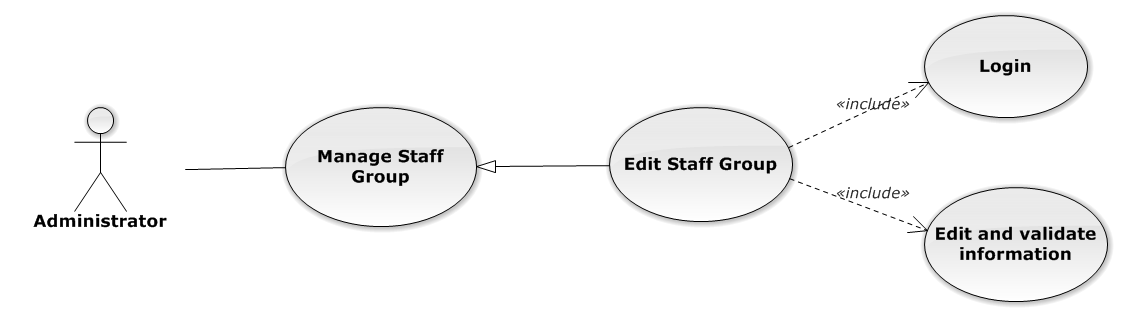 Login
«include»
Manage Staff
Group
Edit Staff Group
Administrator
«include»
Edit and validate
information